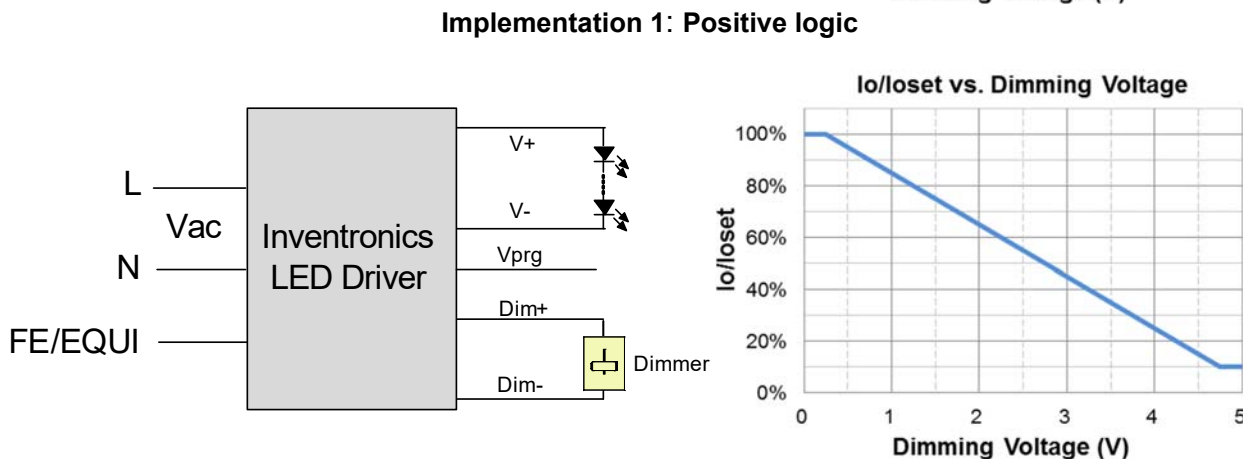 Implementation 1: Positive logic
L
Vac
N
FE/EQUI
Inventronics
LED Driver
V+
V-
Vprg
Dim+
Dim-
Dimmer
Io/Ioset vs. Dimming Voltage
Io/Ioset
100%
80%
60%
40%
20%
0%
0 1 2 3 4 5
Dimming Voltage (V)